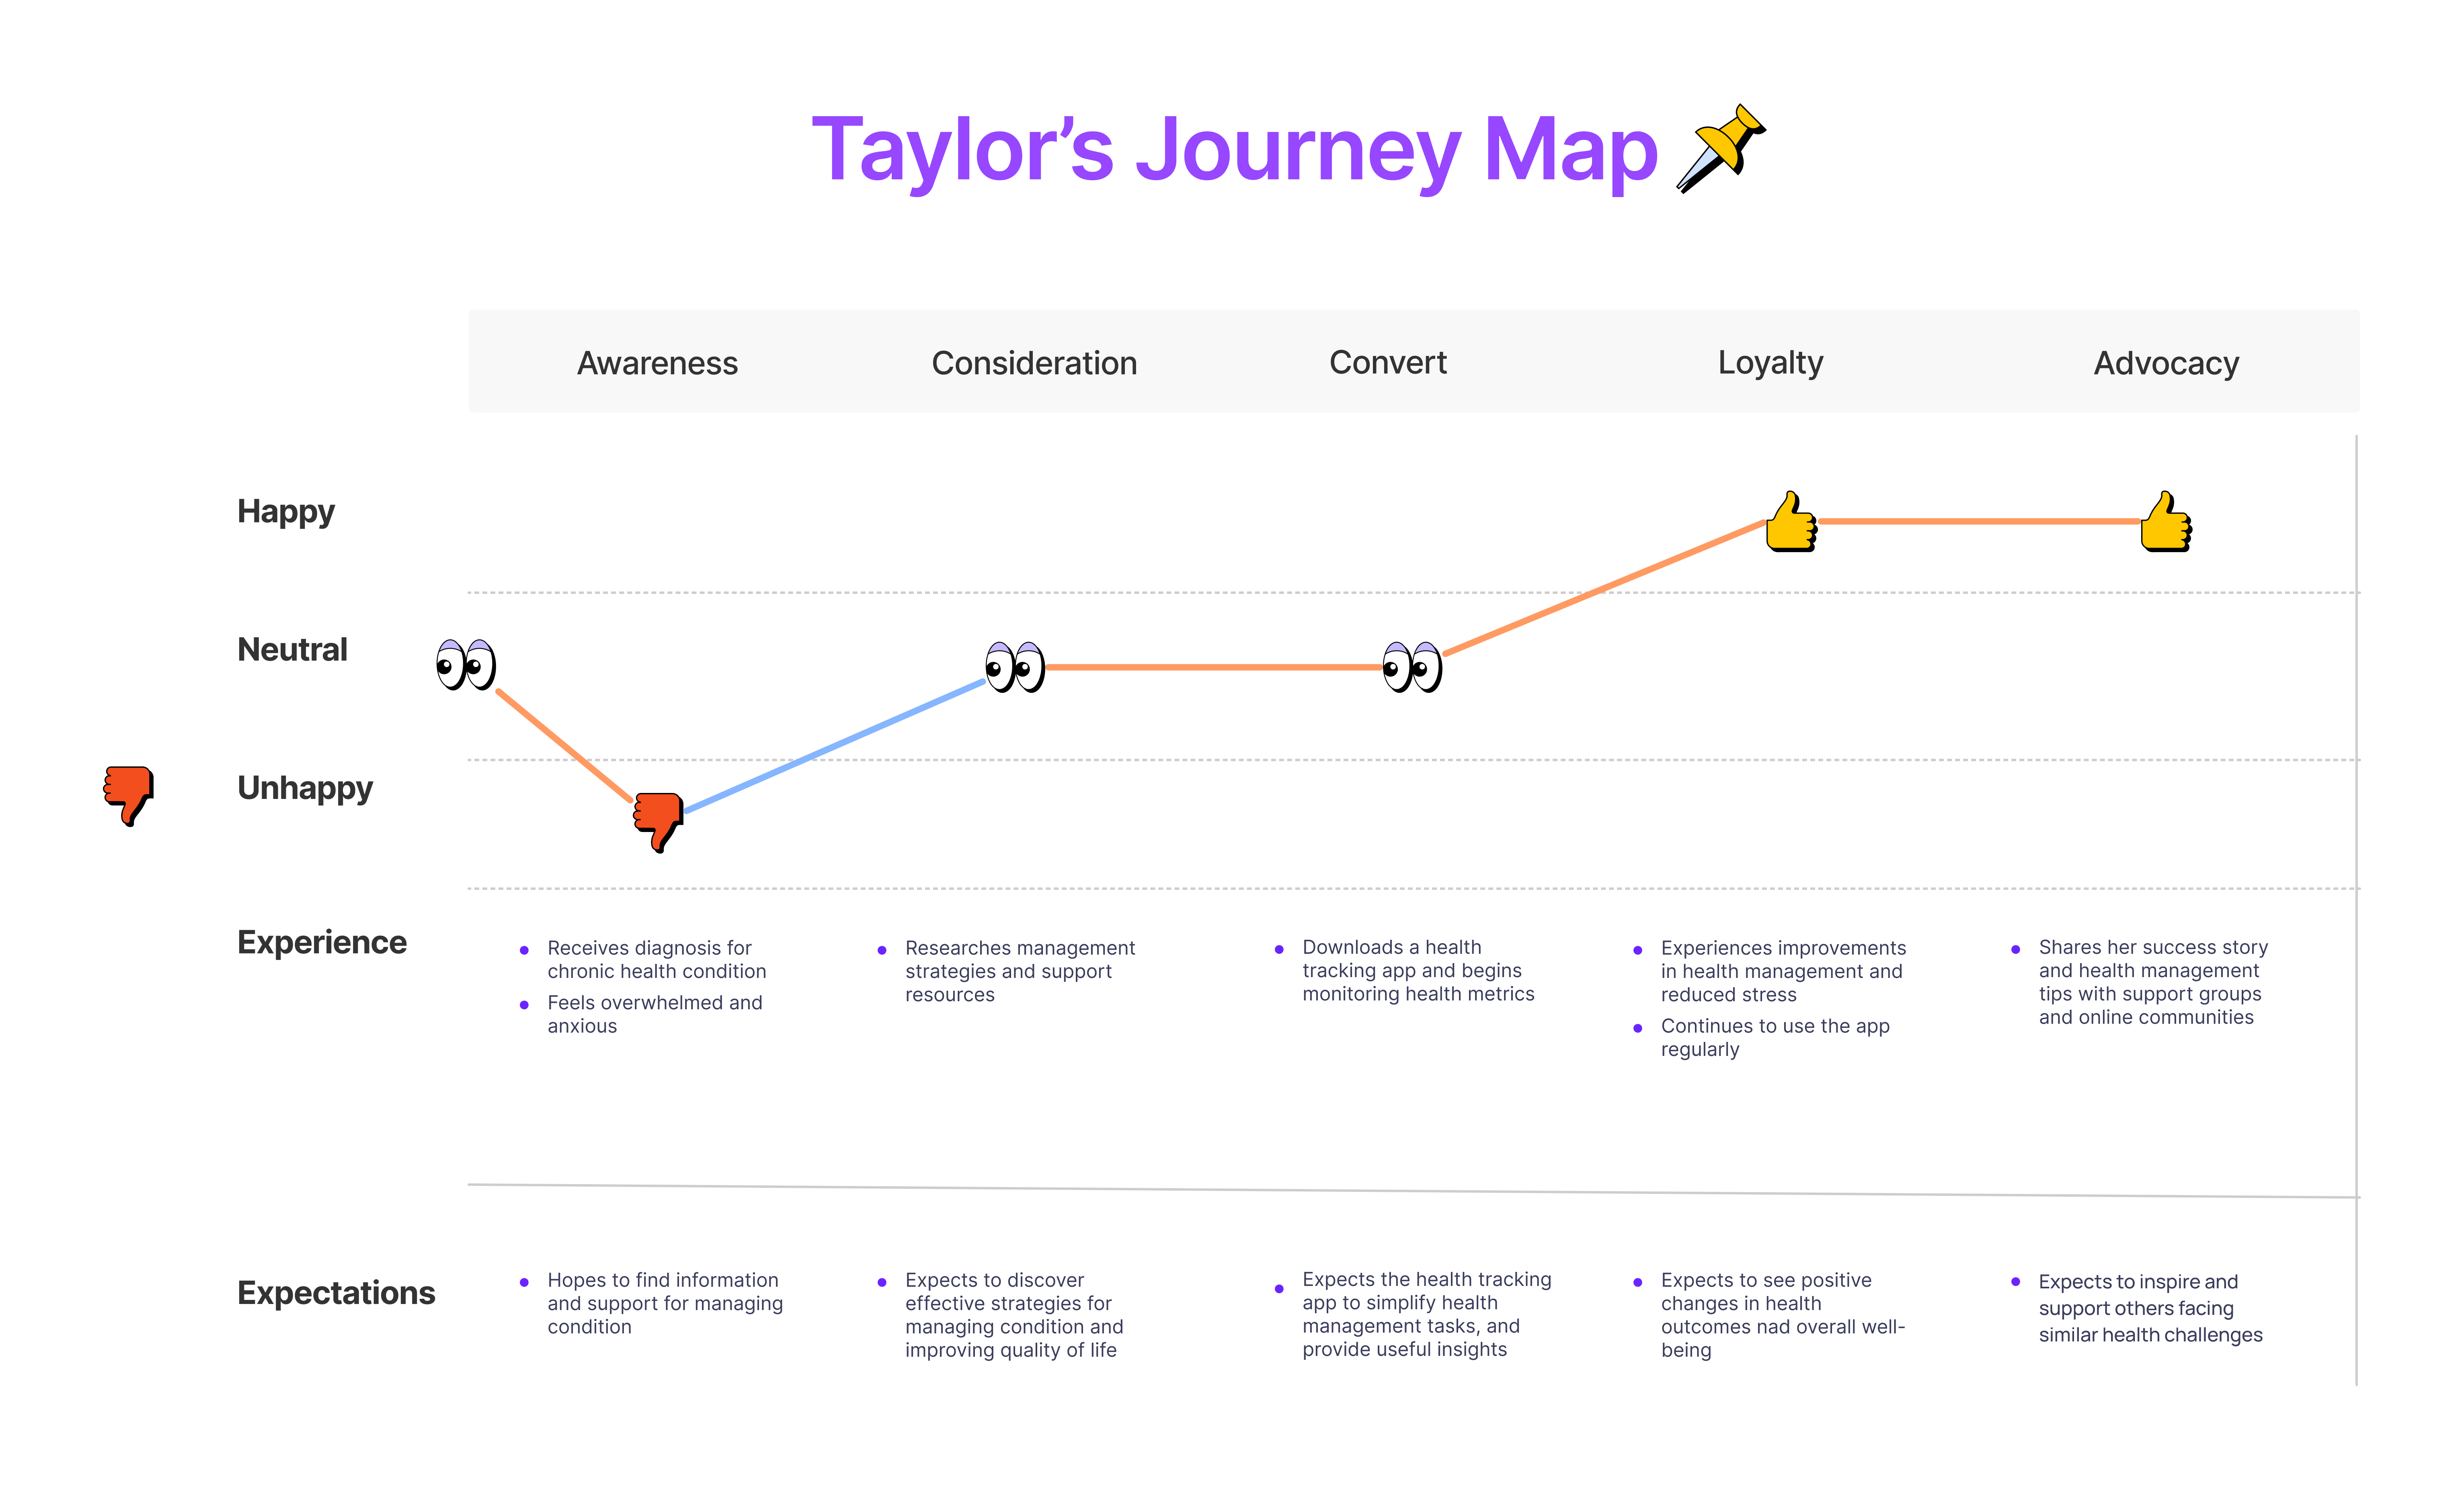 Taylor’s Journey Map
Awareness
Consideration
Convert
Loyalty
Advocacy
Happy
Neutral
Unhappy
Experience
Receives diagnosis for
chronic health condition
Feels overwhelmed and
anxious
Researches management
strategies and support
resources
Downloads a health
tracking app and begins
monitoring health metrics
Experiences improvements
in health management and
reduced stress
Continues to use the app
regularly
Shares her success story
and health management
tips with support groups
and online communities
Expectations
Hopes to find information
and support for managing
condition
Expects to discover
effective strategies for
managing condition and
improving quality of life
Expects the health tracking
app to simplify health
management tasks, and
provide useful insights
Expects to see positive
changes in health
outcomes nad overall well-
being
Expects to inspire and
support others facing
similar health challenges